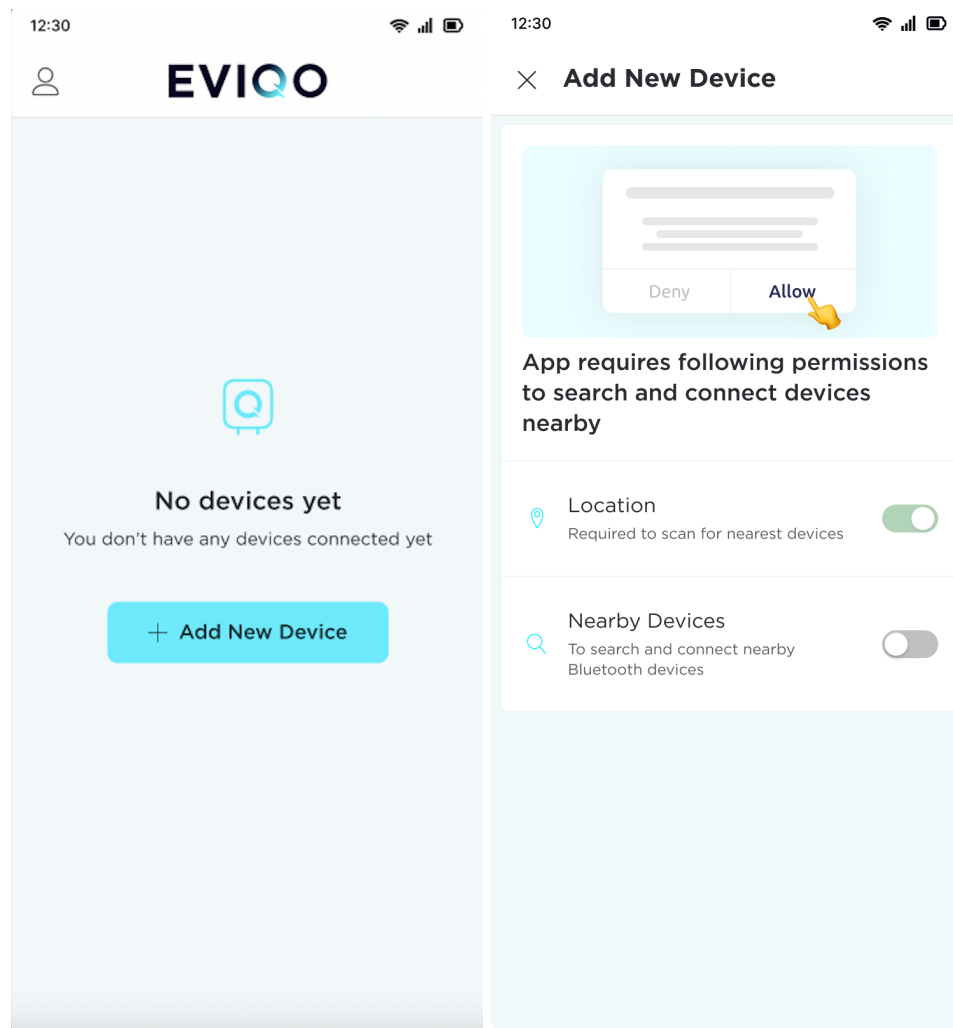 12:30
EVIQO
No devices yet
You don't have any devices connected yet
+ Add New Device
12:30
Add New Device
Deny
Allow
App requires following permissions
to search and connect devices
nearby
Location
Required to scan for nearest devices
Nearby Devices
To search and connect nearby
Bluetooth devices